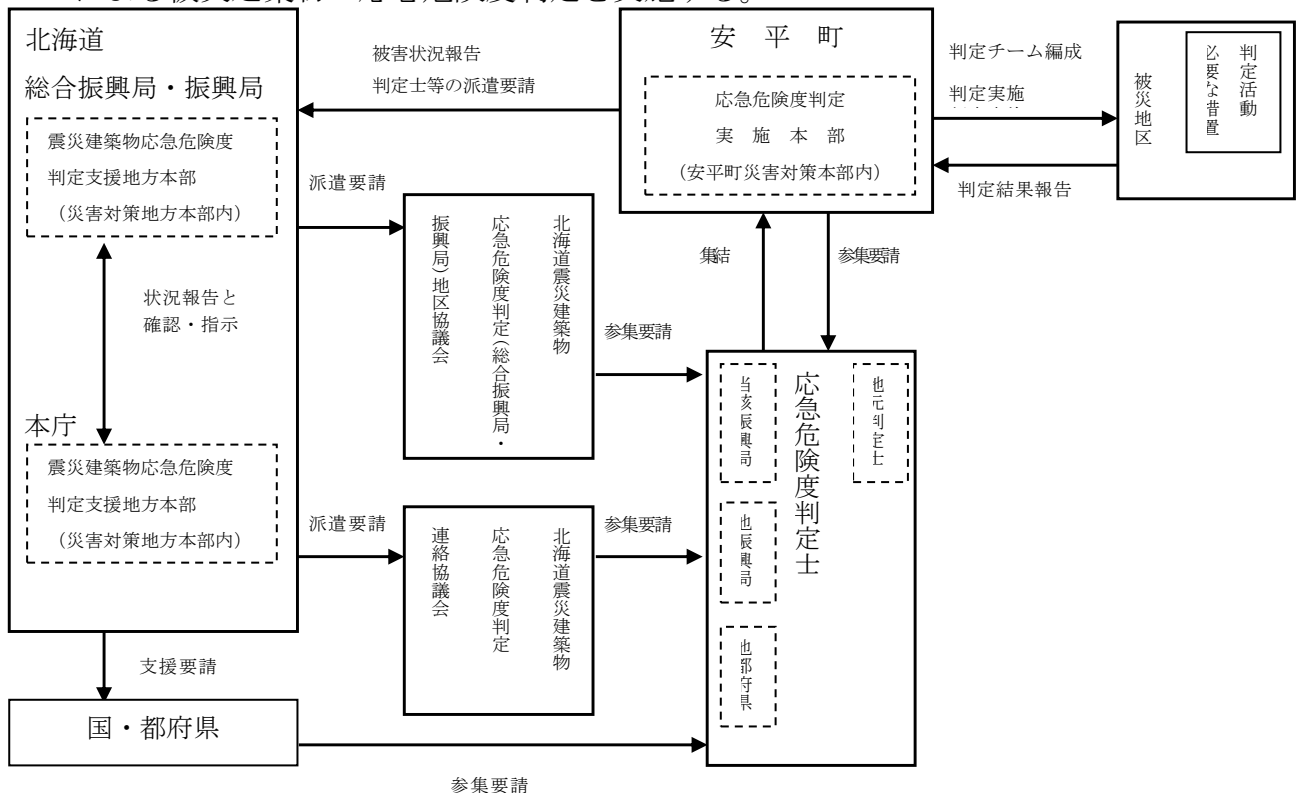 北海道
総合振興局・振興局
震災建築物応急危険度
判定支援地方本部
（災害対策地方本部内）
状況報告と
確認・指示
本庁
震災建築物応急危険度
判定支援地方本部
（災害対策地方本部内）
支援要請
国・都府県
被害状況報告
判定士等の派遣要請
派遣要請
北海道震災建築物
応急危険度判定(総合振興局・
振興局)地区協議会
参集要請
派遣要請
北海道震災建築物
応急危険度判定
連絡協議会
参集要請
参集要請
安平町
応急危険度判定
実施本部
（安平町災害対策本部内）
集結
参集要請
応急危険度判定士
地元判定士
当該振興局
他振興局
他都府県
判定チーム編成
判定実施
判定結果報告
被災地区
判定活動
必要な措置